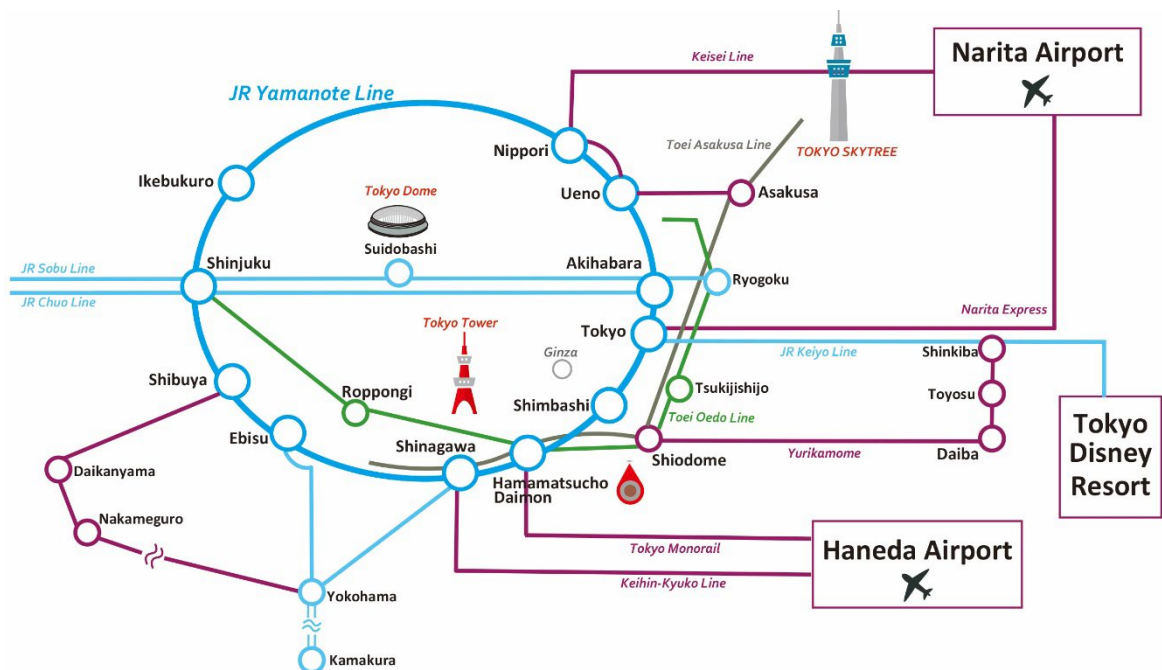 Keisei Line
Narita Airport
JR Yamanote Line
Toei Asakusa Line
TOKYO SKYTREE
Nippori
Ikebukuro
Tokyo Dome
Ueno
Asakusa
Suidobashi
Shinjuku
Akihabara
JR Sobu Line
Ryogoku
JR Chuo Line
Narita Express
Tokyo Tower
Tokyo
JR Keiyo Line
Shinkiba
Ginza
Shibuya
Roppongi
Tsukijishijo
Toyosu
Shimbashi
Toei Oedo Line
Ebisu
Shinagawa
Tokyo
Disney
Resort
Shiodome
Yurikamome
Daiba
Daikanyama
Hamamatsucho
Daimon
Nakameguro
Tokyo Monorail
Haneda Airport
Keihin-Kyuko Line
Yokohama
Kamakura